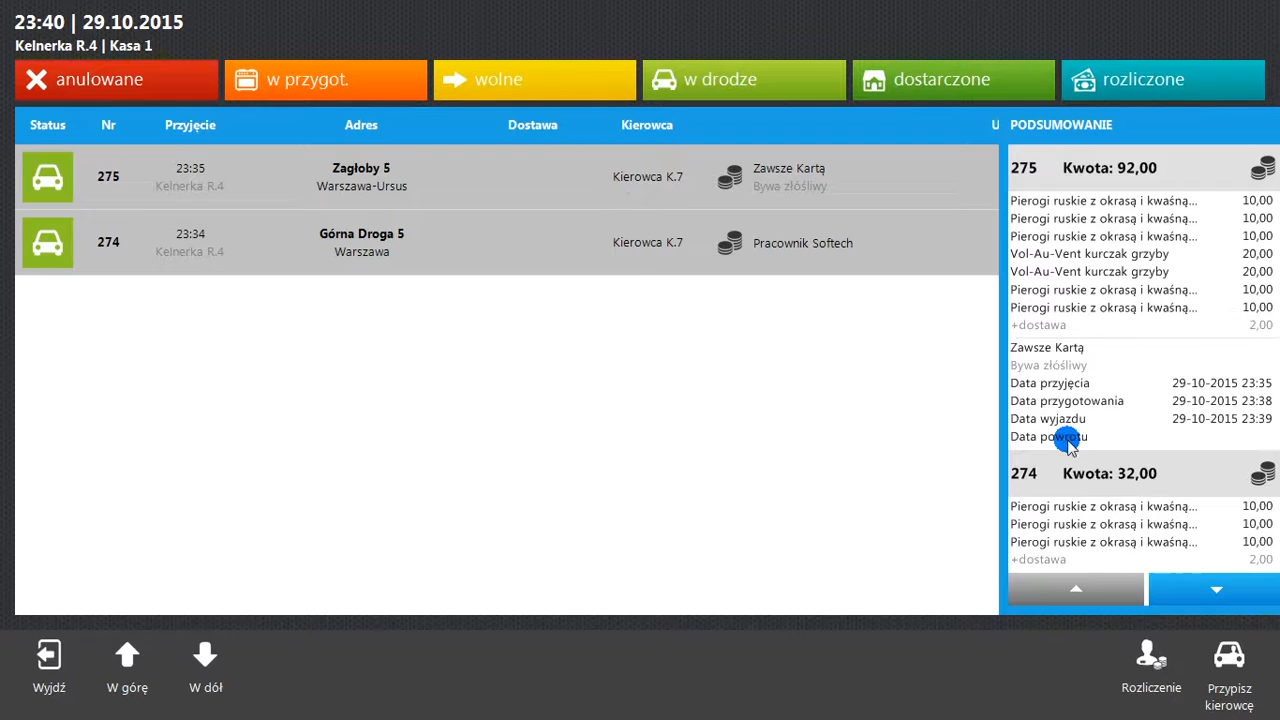 23:40 | 29.10.2015
Kelnerka R.4 | Kasa 1
anulowane
w przygot.
wolne
w drodze
dostarczone
rozliczone
Status Nr Przyjęcie Adres Dostawa Kierowca U
275 23:35 Kelnerka R.4 Zagłoby 5 Warszawa-Ursus Kierowca K.7 Zawsze Kartą Bywa złóśliwy
274 23:34 Kelnerka R.4 Górna Droga 5 Warszawa Kierowca K.7 Pracownik Softech
PODSUMOWANIE
275 Kwota: 92,00
Pierogi ruskie z okrasą i kwaśną... 10,00
Pierogi ruskie z okrasą i kwaśną... 10,00
Pierogi ruskie z okrasą i kwaśną... 10,00
Vol-Au-Vent kurczak grzyby 20,00
Vol-Au-Vent kurczak grzyby 20,00
Pierogi ruskie z okrasą i kwaśną... 10,00
Pierogi ruskie z okrasą i kwaśną... 10,00
+dostawa 2,00
Zawsze Kartą
Bywa złóśliwy
Data przyjęcia 29-10-2015 23:35
Data przygotowania 29-10-2015 23:38
Data wyjazdu 29-10-2015 23:39
Data powrotu
274 Kwota: 32,00
Pierogi ruskie z okrasą i kwaśną... 10,00
Pierogi ruskie z okrasą i kwaśną... 10,00
Pierogi ruskie z okrasą i kwaśną... 10,00
+dostawa 2,00
Wyjdź
W górę
W dół
Rozliczenie
Przypisz
kierowcę